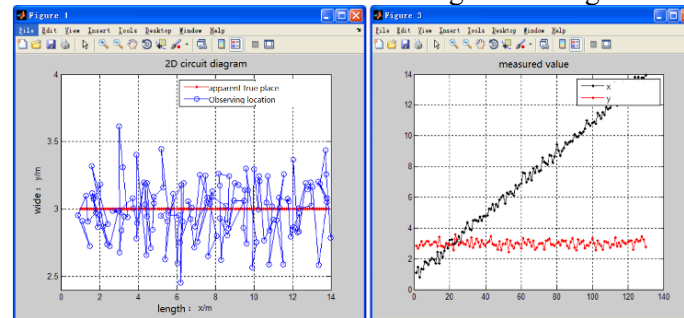 Figure 1
File Edit View Insert Tools Desktop Window Help
2D circuit diagram
apparent true place
Observing location
4
3.5
3
2.5
wide： y/m
0 2 4 6 8 10 12 14
length： x/m
Figure 3
File Edit View Insert Tools Desktop Window Help
measured value
x
y
14
12
10
8
6
4
2
0
0 20 40 60 80 100 120 140